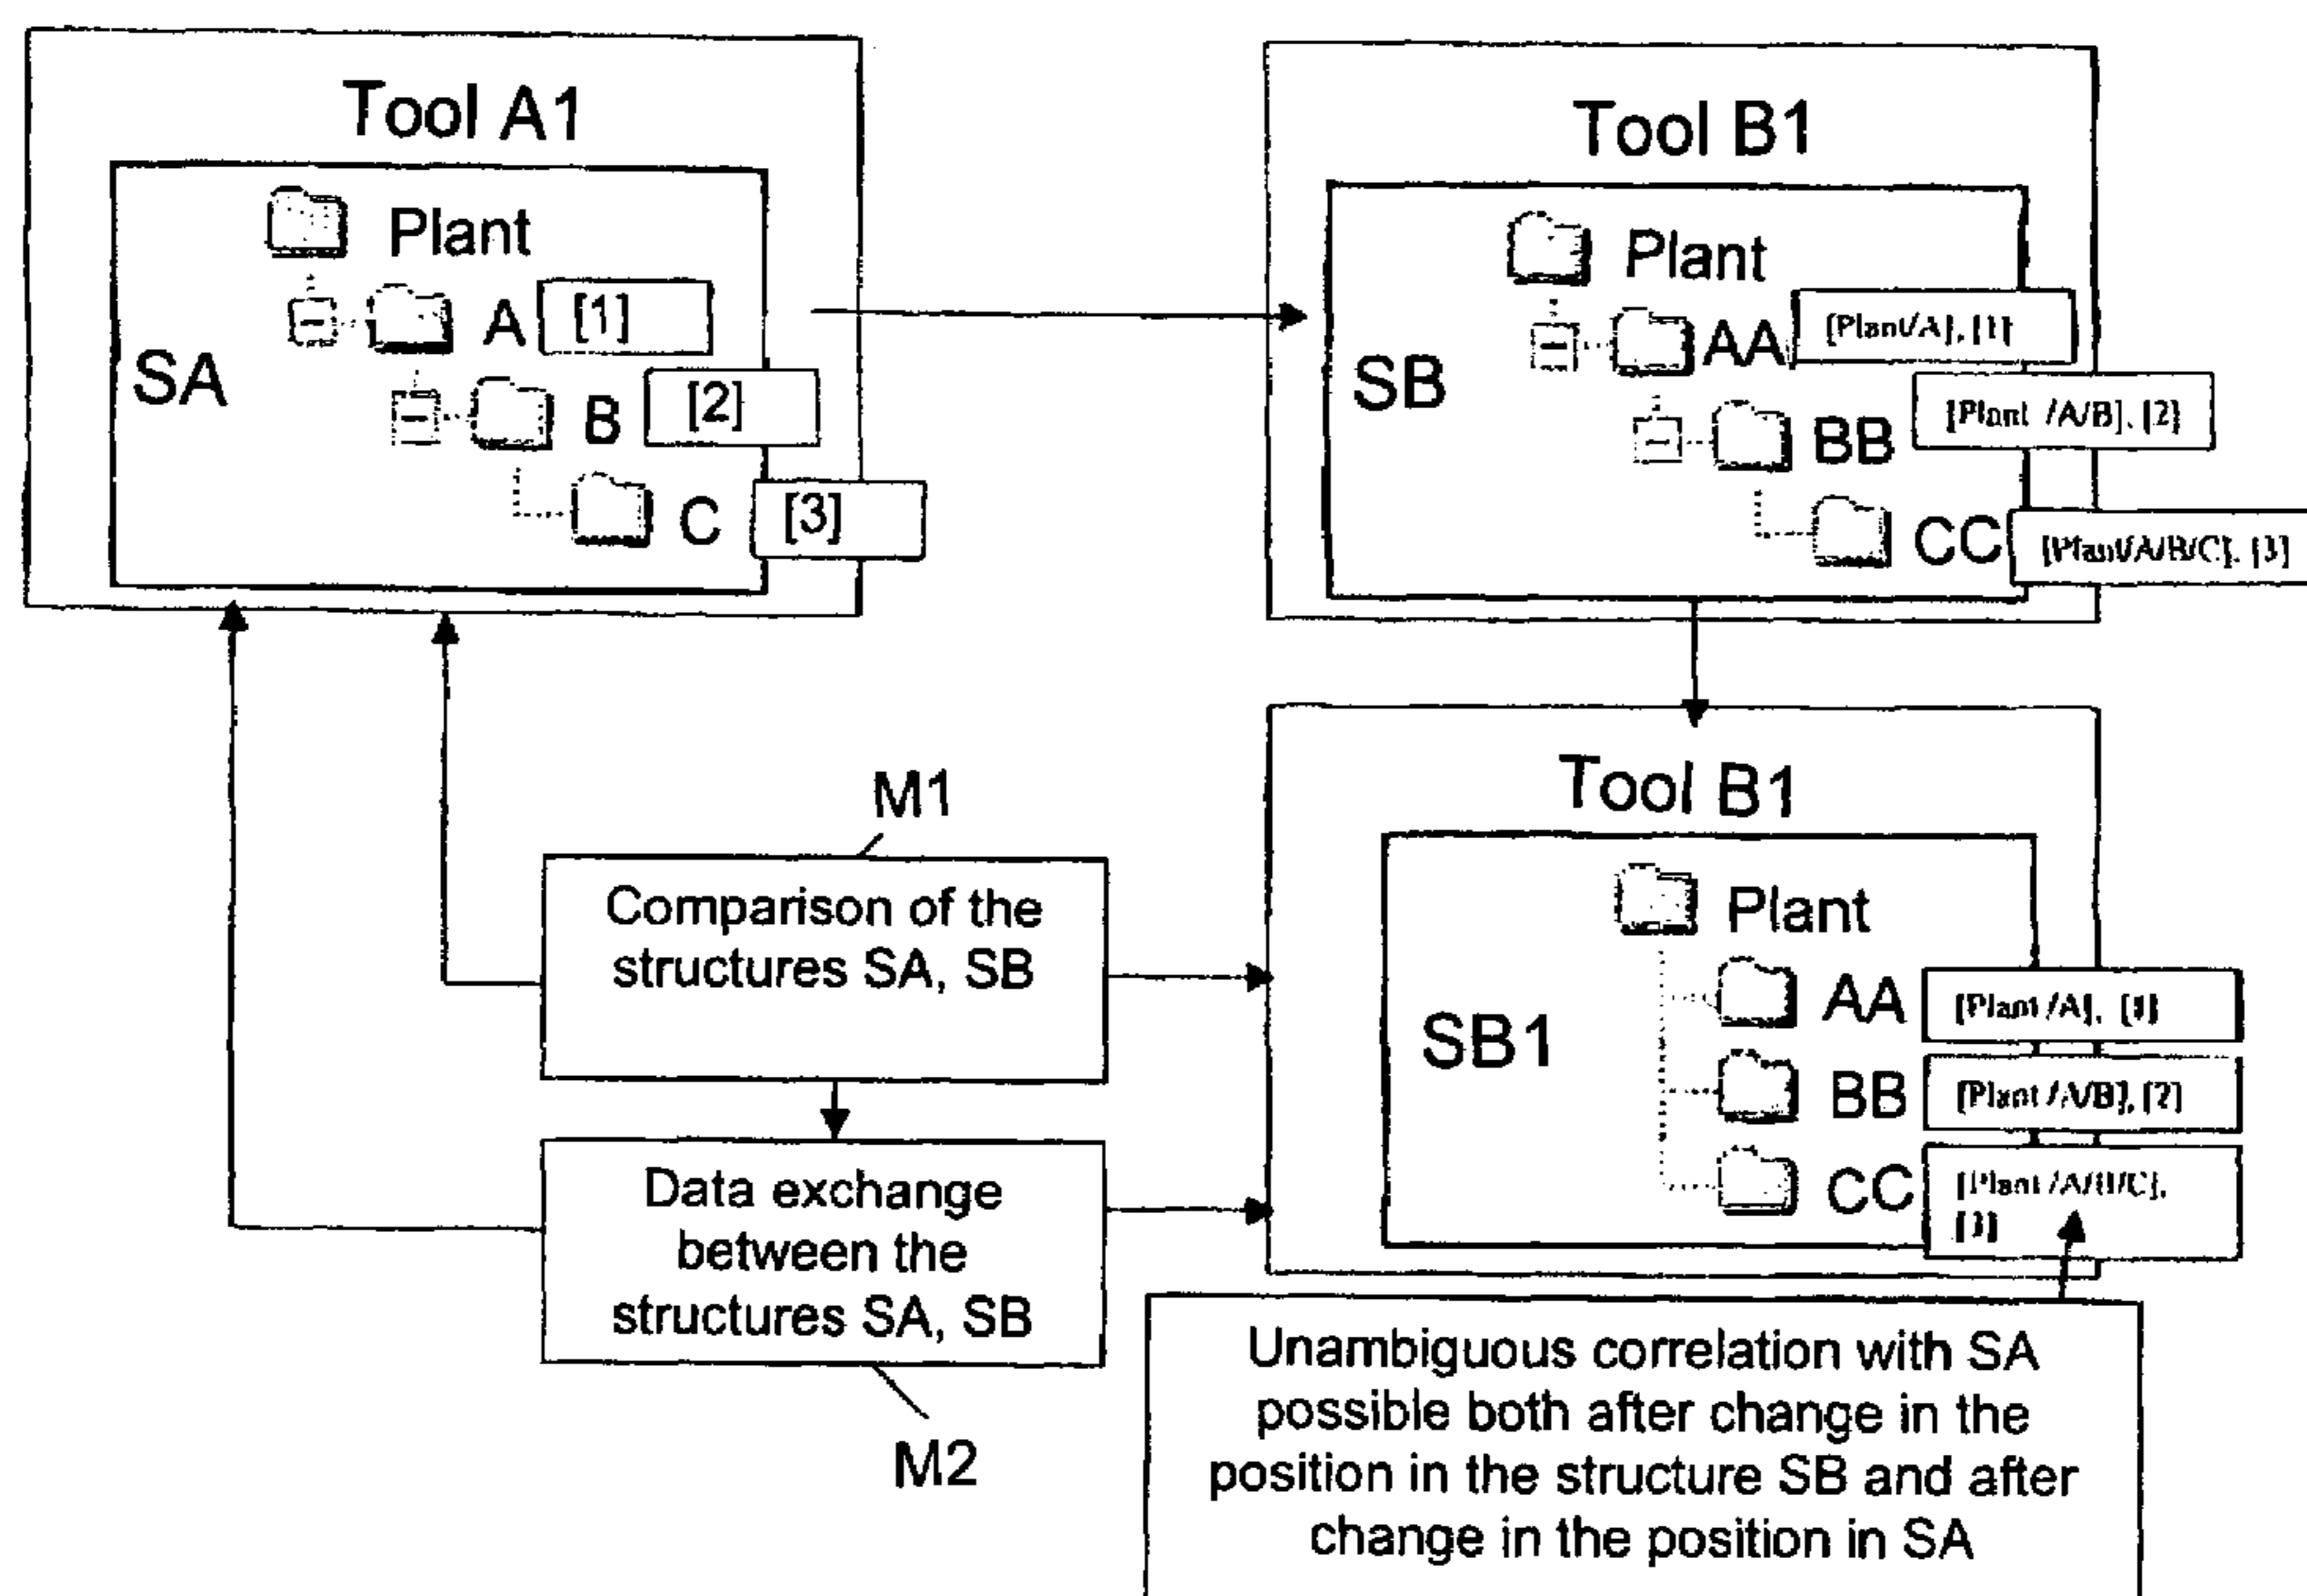 Tool A1
SA
Plant
A [1]
B [2]
C [3]
Tool B1
SB
Plant
AA [Plant/A], [1]
BB [Plant /A/B], [2]
CC [Plant/A/B/C], [3]
M1
Comparison of the
structures SA, SB
Data exchange
between the
structures SA, SB
M2
Tool B1
SB1
Plant
AA [Plant /A], [1]
BB [Plant /A/B], [2]
CC [Plant /A/B/C],
[3]
Unambiguous correlation with SA
possible both after change in the
position in the structure SB and after
change in the position in SA